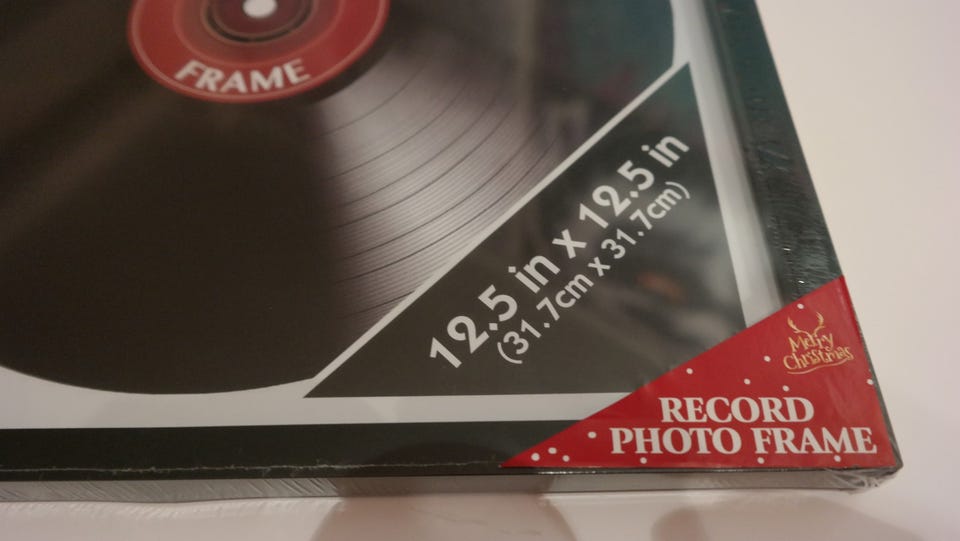 FRAME
12.5 in x 12.5 in
(31.7cm x 31.7cm)
Merry
Christmas
RECORD
PHOTO FRAME